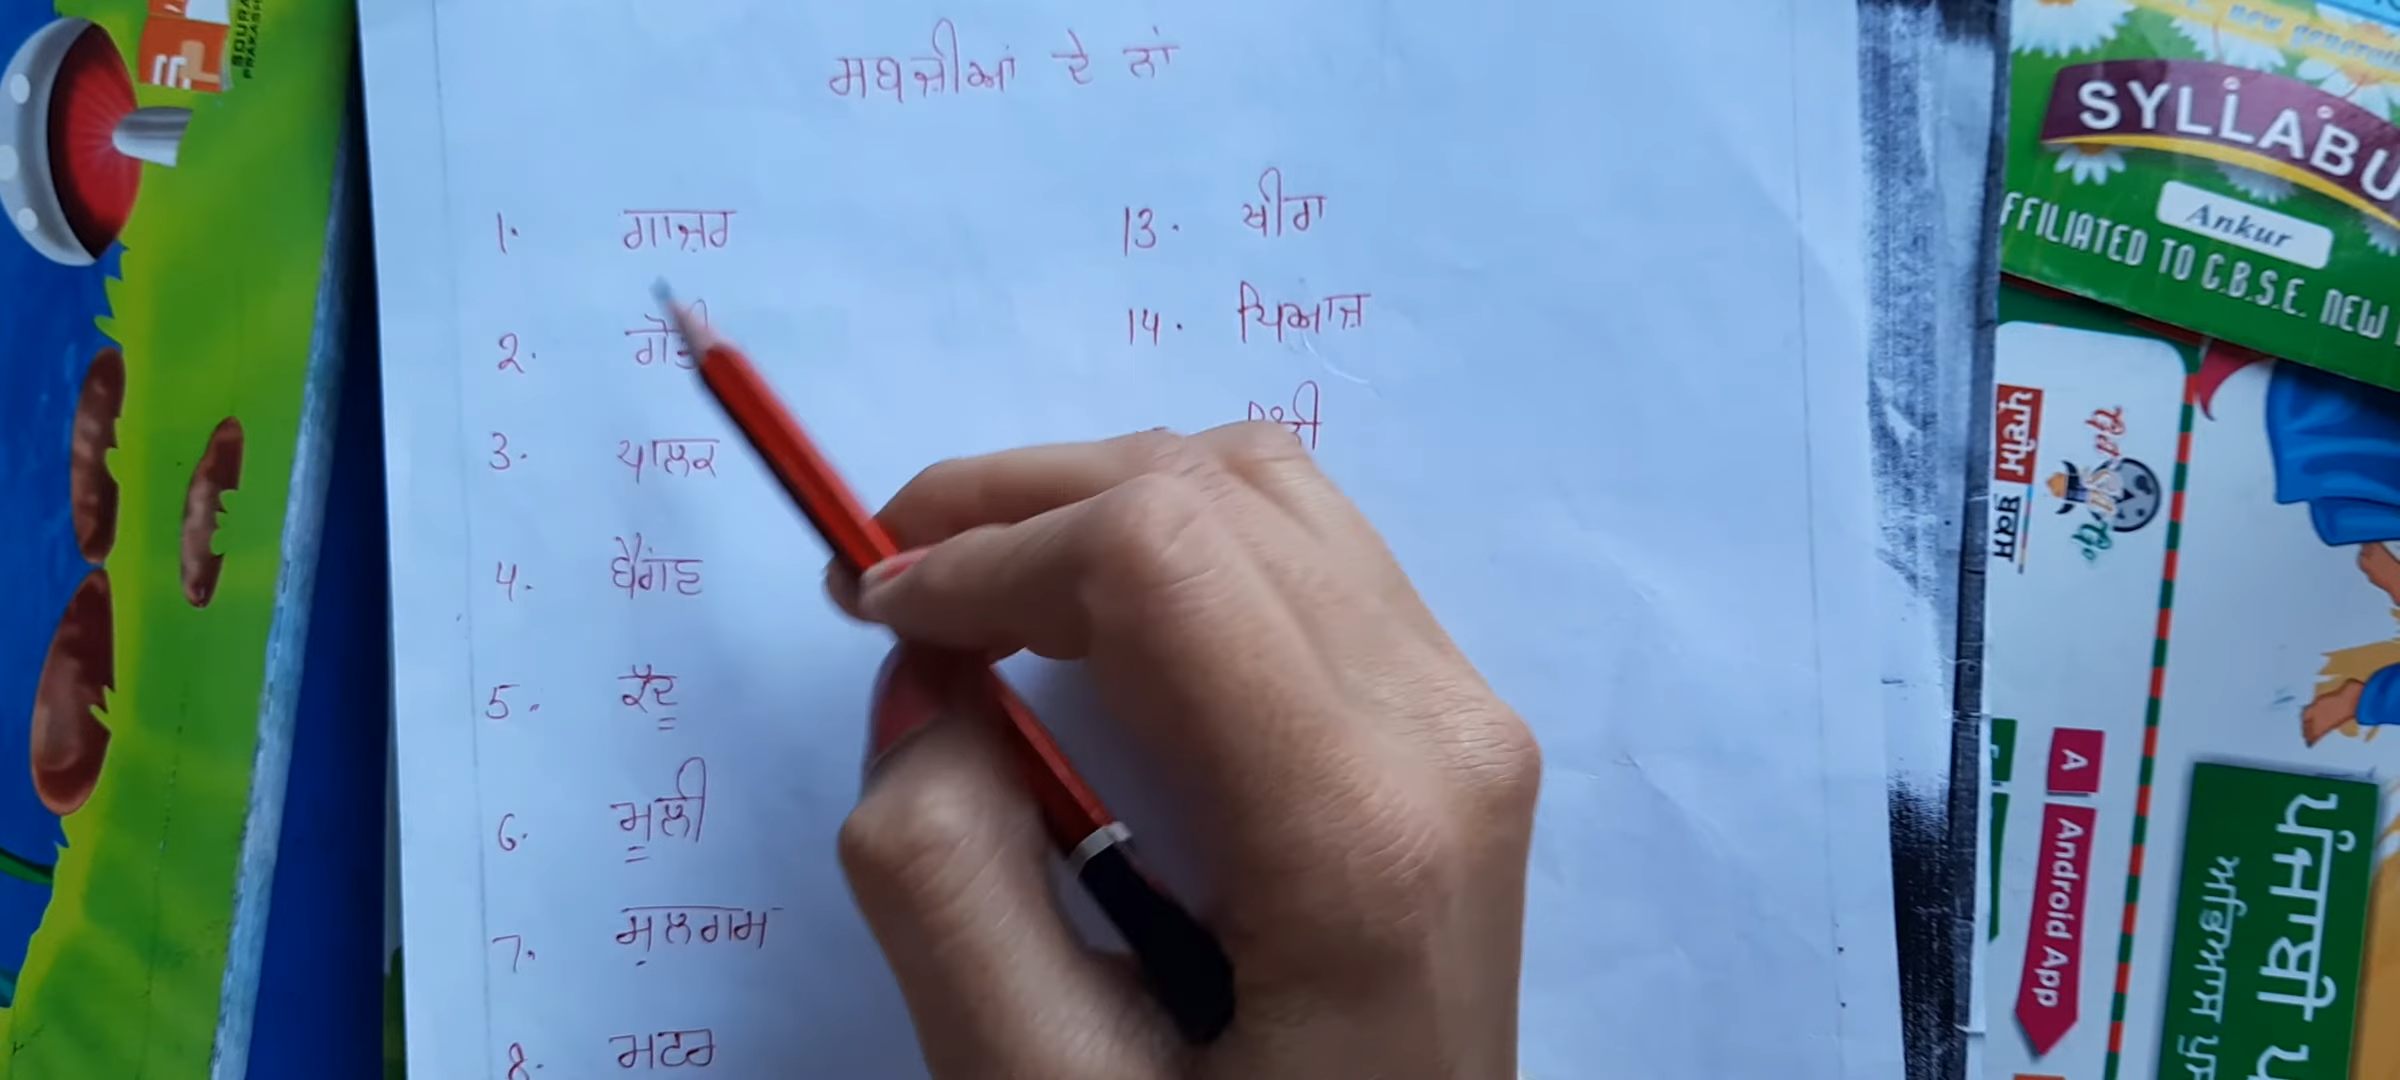 ਸਬਜ਼ੀਆਂ ਦੇ ਨਾਂ
1. ਗਾਜ਼ਰ
2.
3. ਪਾਲਕ
4. ਬੈਂਗਣ
5. ਕੱਦੂ
6. ਮੂਲੀ
7. ਸ਼ਲਗਮ
8. ਮਟਰ
13. ਖੀਰਾ
14. ਪਿਆਜ਼
SYLLABU
Ankur
FFILIATED TO C.B.S.E. NEW
ਬੁਕਸ
A Android App
ਪੰਜਾਬੀ